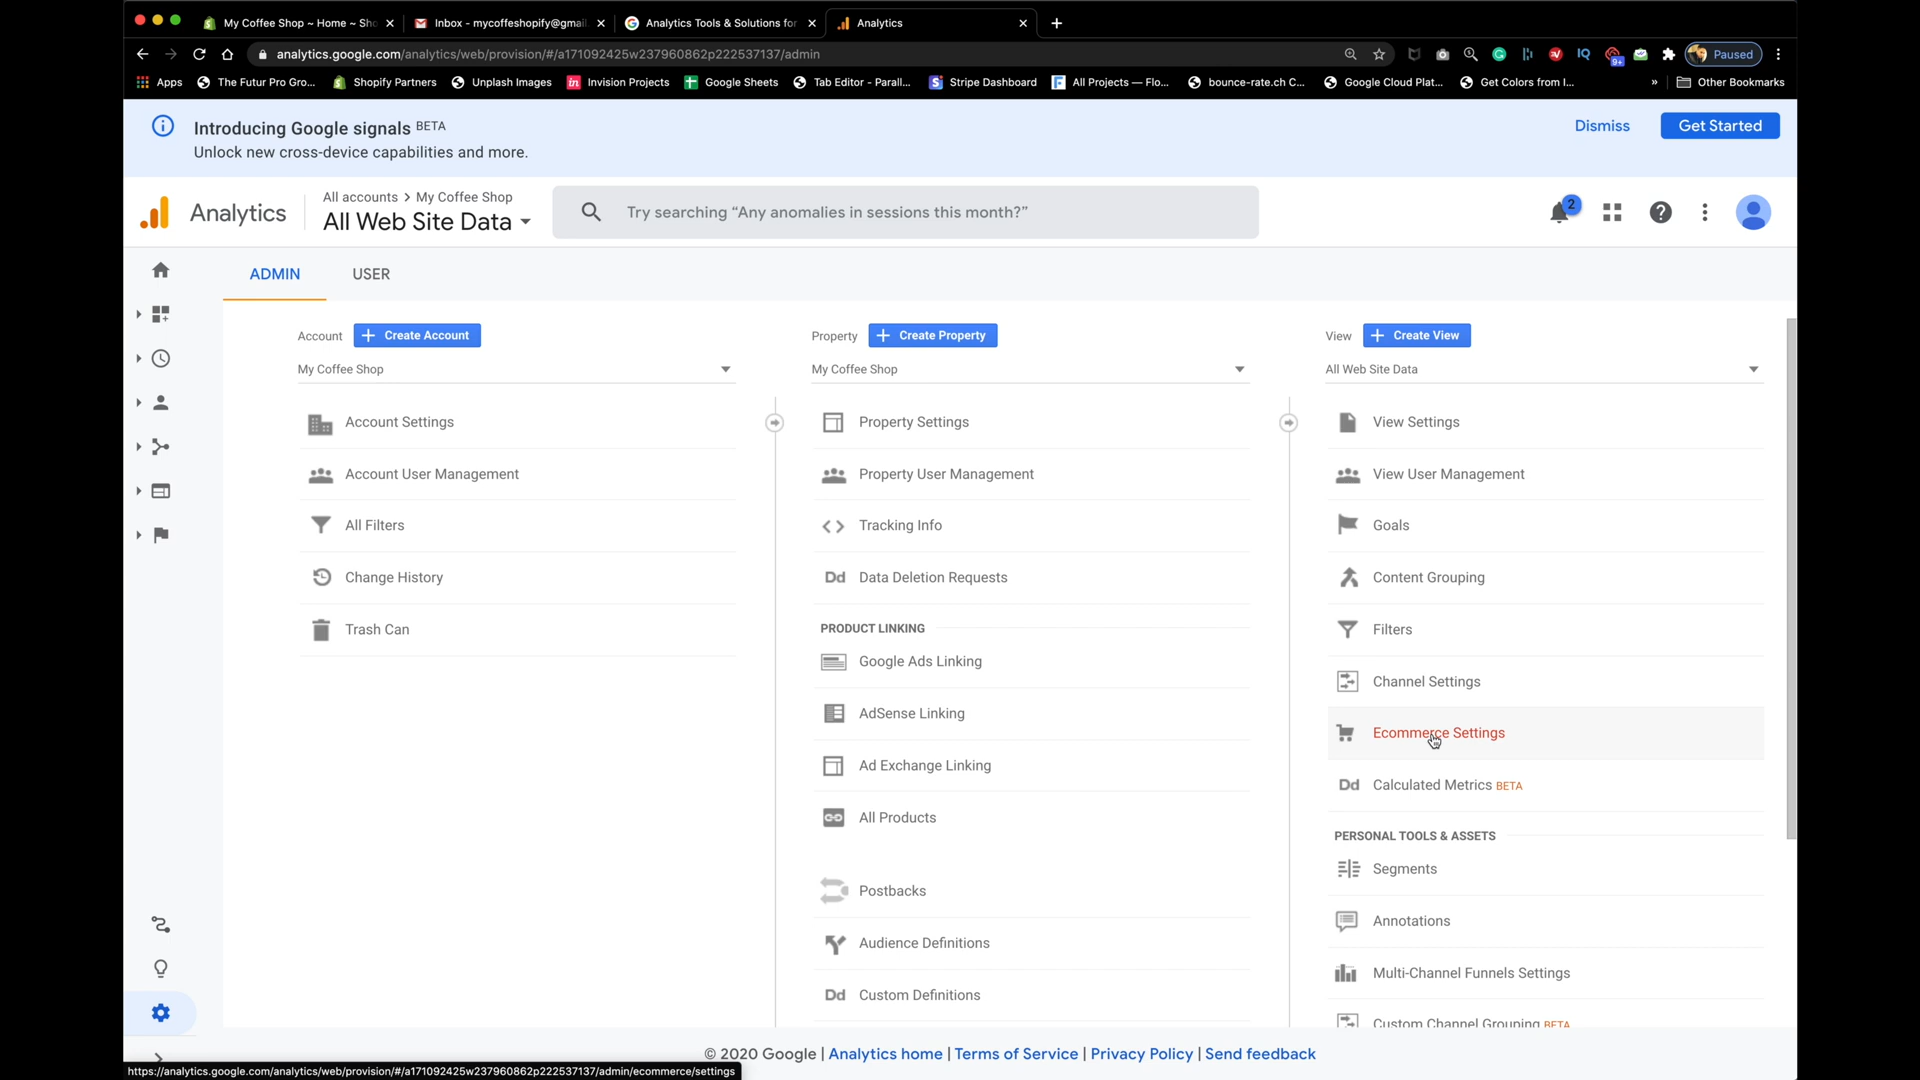 My Coffee Shop ~ Home ~ Sho
Inbox - mycoffeshopify@gmai
Analytics Tools & Solutions for
Analytics
analytics.google.com/analytics/web/provision/#/a171092425w237960862p222537137/admin
9+
Paused
Apps
The Futur Pro Gro...
Shopify Partners
Unplash Images
in
Invision Projects
Google Sheets
Tab Editor - Parall...
Stripe Dashboard
All Projects — Flo...
bounce-rate.ch C...
Google Cloud Plat...
Get Colors from I...
»
Other Bookmarks
Introducing Google signals BETA
Unlock new cross-device capabilities and more.
Dismiss
Get Started
Analytics
All accounts > My Coffee Shop
All Web Site Data
Try searching “Any anomalies in sessions this month?”
2
ADMIN
USER
Account
+ Create Account
My Coffee Shop
Account Settings
Account User Management
All Filters
Change History
Trash Can
Property
+ Create Property
My Coffee Shop
Property Settings
Property User Management
Tracking Info
Dd Data Deletion Requests
PRODUCT LINKING
Google Ads Linking
AdSense Linking
Ad Exchange Linking
All Products
Postbacks
Audience Definitions
Dd Custom Definitions
View
+ Create View
All Web Site Data
View Settings
View User Management
Goals
Content Grouping
Filters
Channel Settings
Ecommerce Settings
Dd Calculated Metrics BETA
PERSONAL TOOLS & ASSETS
Segments
Annotations
Multi-Channel Funnels Settings
Custom Channel Grouping BETA
© 2020 Google | Analytics home | Terms of Service | Privacy Policy | Send feedback
https://analytics.google.com/analytics/web/provision/#/a171092425w237960862p222537137/admin/ecommerce/settings